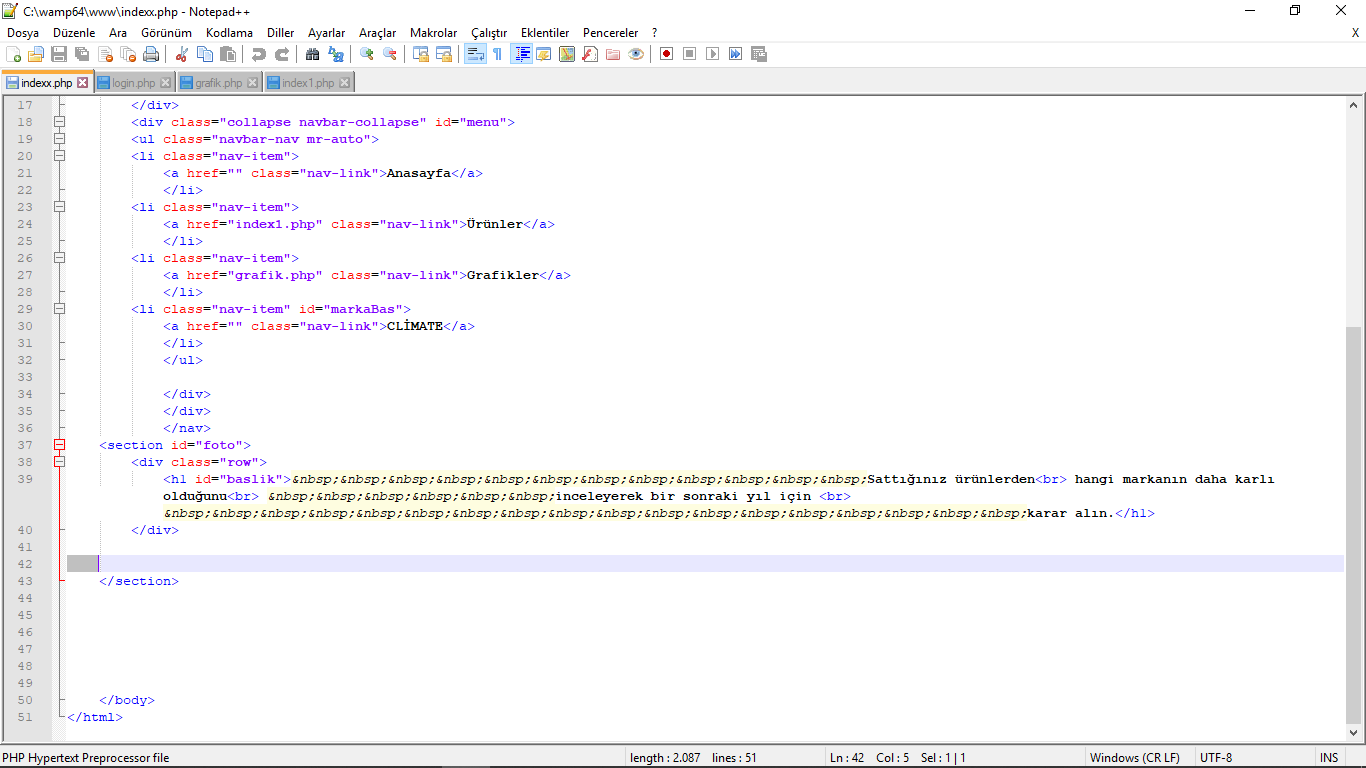 C:\wamp64\www\indexx.php - Notepad++
Dosya Düzenle Ara Görünüm Kodlama Diller Ayarlar Araçlar Makrolar Çalıştır Eklentiler Pencereler ? X
indexx.php login.php grafik.php index1.php
17 </div>
18 <div class="collapse navbar-collapse" id="menu">
19 <ul class="navbar-nav mr-auto">
20 <li class="nav-item">
21 <a href="" class="nav-link">Anasayfa</a>
22 </li>
23 <li class="nav-item">
24 <a href="index1.php" class="nav-link">Ürünler</a>
25 </li>
26 <li class="nav-item">
27 <a href="grafik.php" class="nav-link">Grafikler</a>
28 </li>
29 <li class="nav-item" id="markaBas">
30 <a href="" class="nav-link">CLİMATE</a>
31 </li>
32 </ul>
33
34 </div>
35 </div>
36 </nav>
37 <section id="foto">
38 <div class="row">
39 <h1 id="baslik">&nbsp;&nbsp;&nbsp;&nbsp;&nbsp;&nbsp;&nbsp;&nbsp;&nbsp;&nbsp;&nbsp;&nbsp;Sattığınız ürünlerden<br> hangi markanın daha karlı
olduğunu<br> &nbsp;&nbsp;&nbsp;&nbsp;&nbsp;&nbsp;inceleyerek bir sonraki yıl için <br>
&nbsp;&nbsp;&nbsp;&nbsp;&nbsp;&nbsp;&nbsp;&nbsp;&nbsp;&nbsp;&nbsp;&nbsp;&nbsp;&nbsp;&nbsp;&nbsp;&nbsp;&nbsp;karar alın.</h1>
40 </div>
41
42
43 </section>
44
45
46
47
48
49
50 </body>
51 </html>
PHP Hypertext Preprocessor file length : 2.087 lines : 51 Ln : 42 Col : 5 Sel : 1 | 1 Windows (CR LF) UTF-8 INS